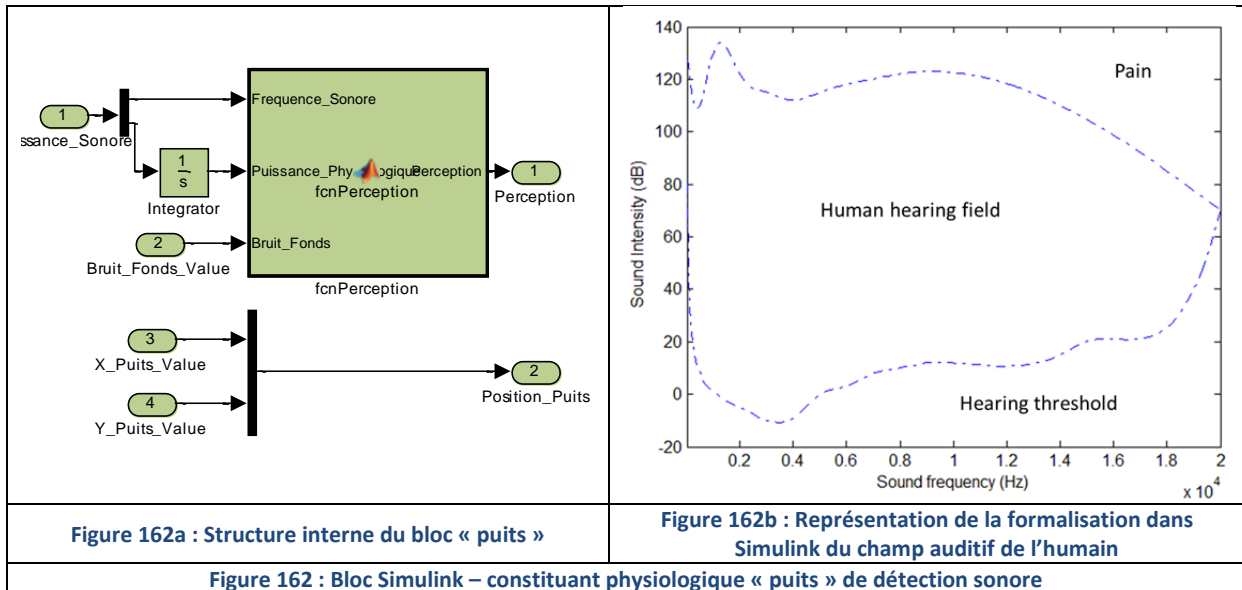 Frequence_Sonore
1
ssance_Sonore
1
s
Integrator
Puissance_Phy ogiquePerception
fcnPerception
1
Perception
2
Bruit_Fonds_Value
Bruit_Fonds
fcnPerception
3
X_Puits_Value
2
Position_Puits
4
Y_Puits_Value
140
120
100
80
60
40
20
0
-20
Sound Intensity (dB)
Pain
Human hearing field
Hearing threshold
0.2 0.4 0.6 0.8 1 1.2 1.4 1.6 1.8 2
Sound frequency (Hz)
x 10^4
Figure 162a : Structure interne du bloc « puits »
Figure 162b : Représentation de la formalisation dans
Simulink du champ auditif de l’humain
Figure 162 : Bloc Simulink – constituant physiologique « puits » de détection sonore